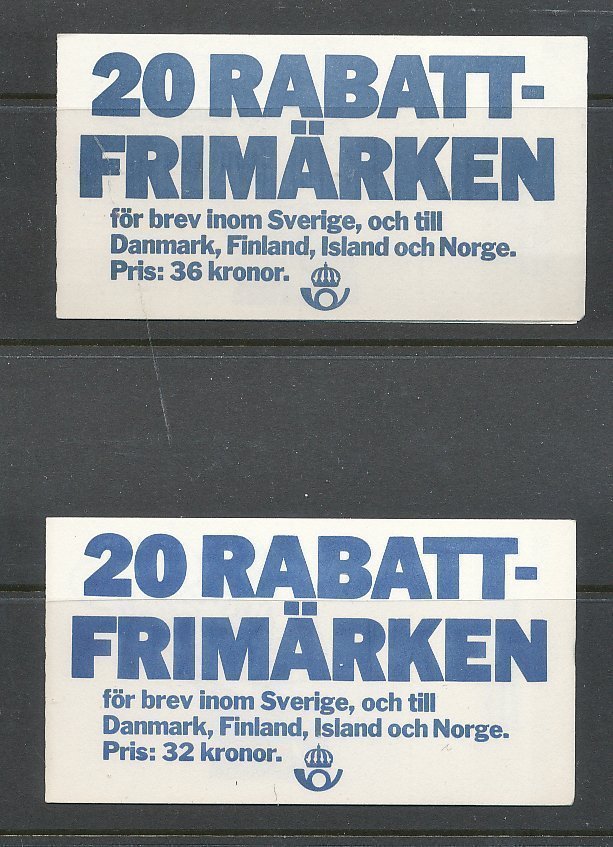 20 RABATT-
FRIMÄRKEN
för brev inom Sverige, och till
Danmark, Finland, Island och Norge.
Pris: 36 kronor.
20 RABATT-
FRIMÄRKEN
för brev inom Sverige, och till
Danmark, Finland, Island och Norge.
Pris: 32 kronor.